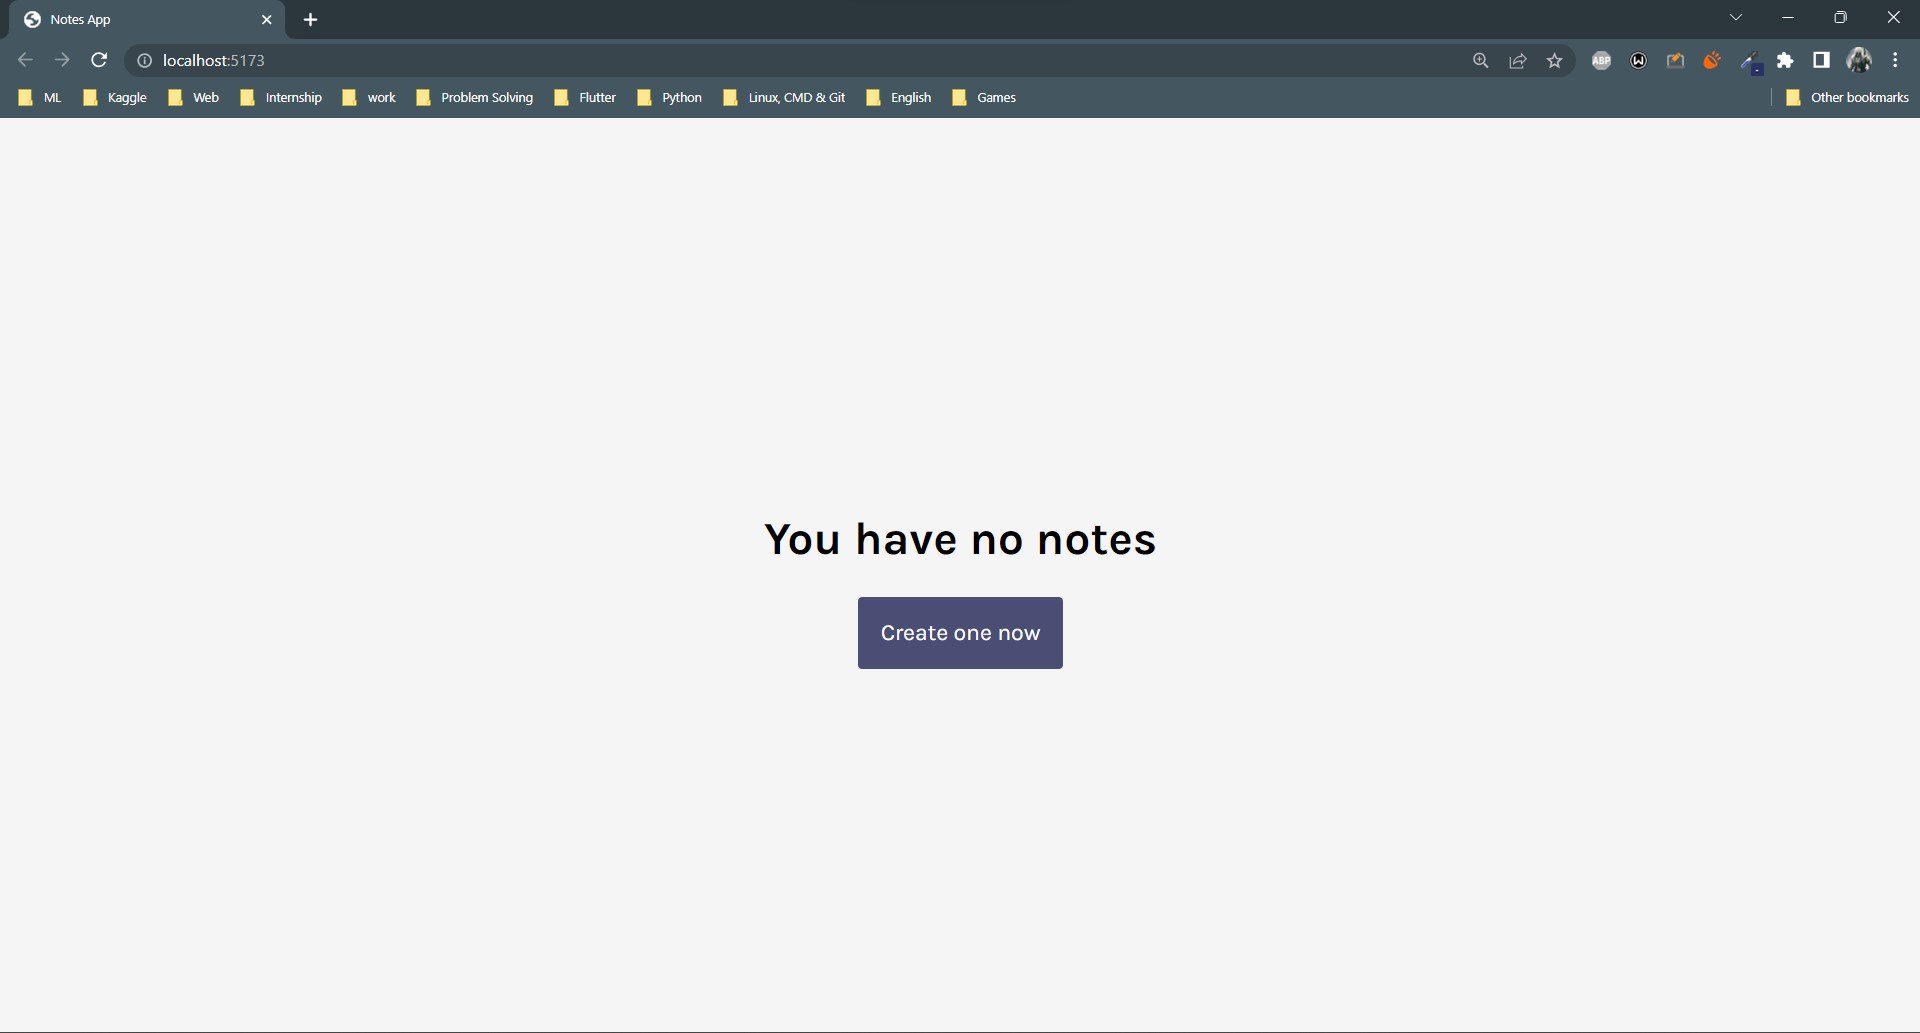 Notes App
localhost:5173
ABP
W
ML Kaggle Web Internship work Problem Solving Flutter Python Linux, CMD & Git English Games Other bookmarks
You have no notes
Create one now